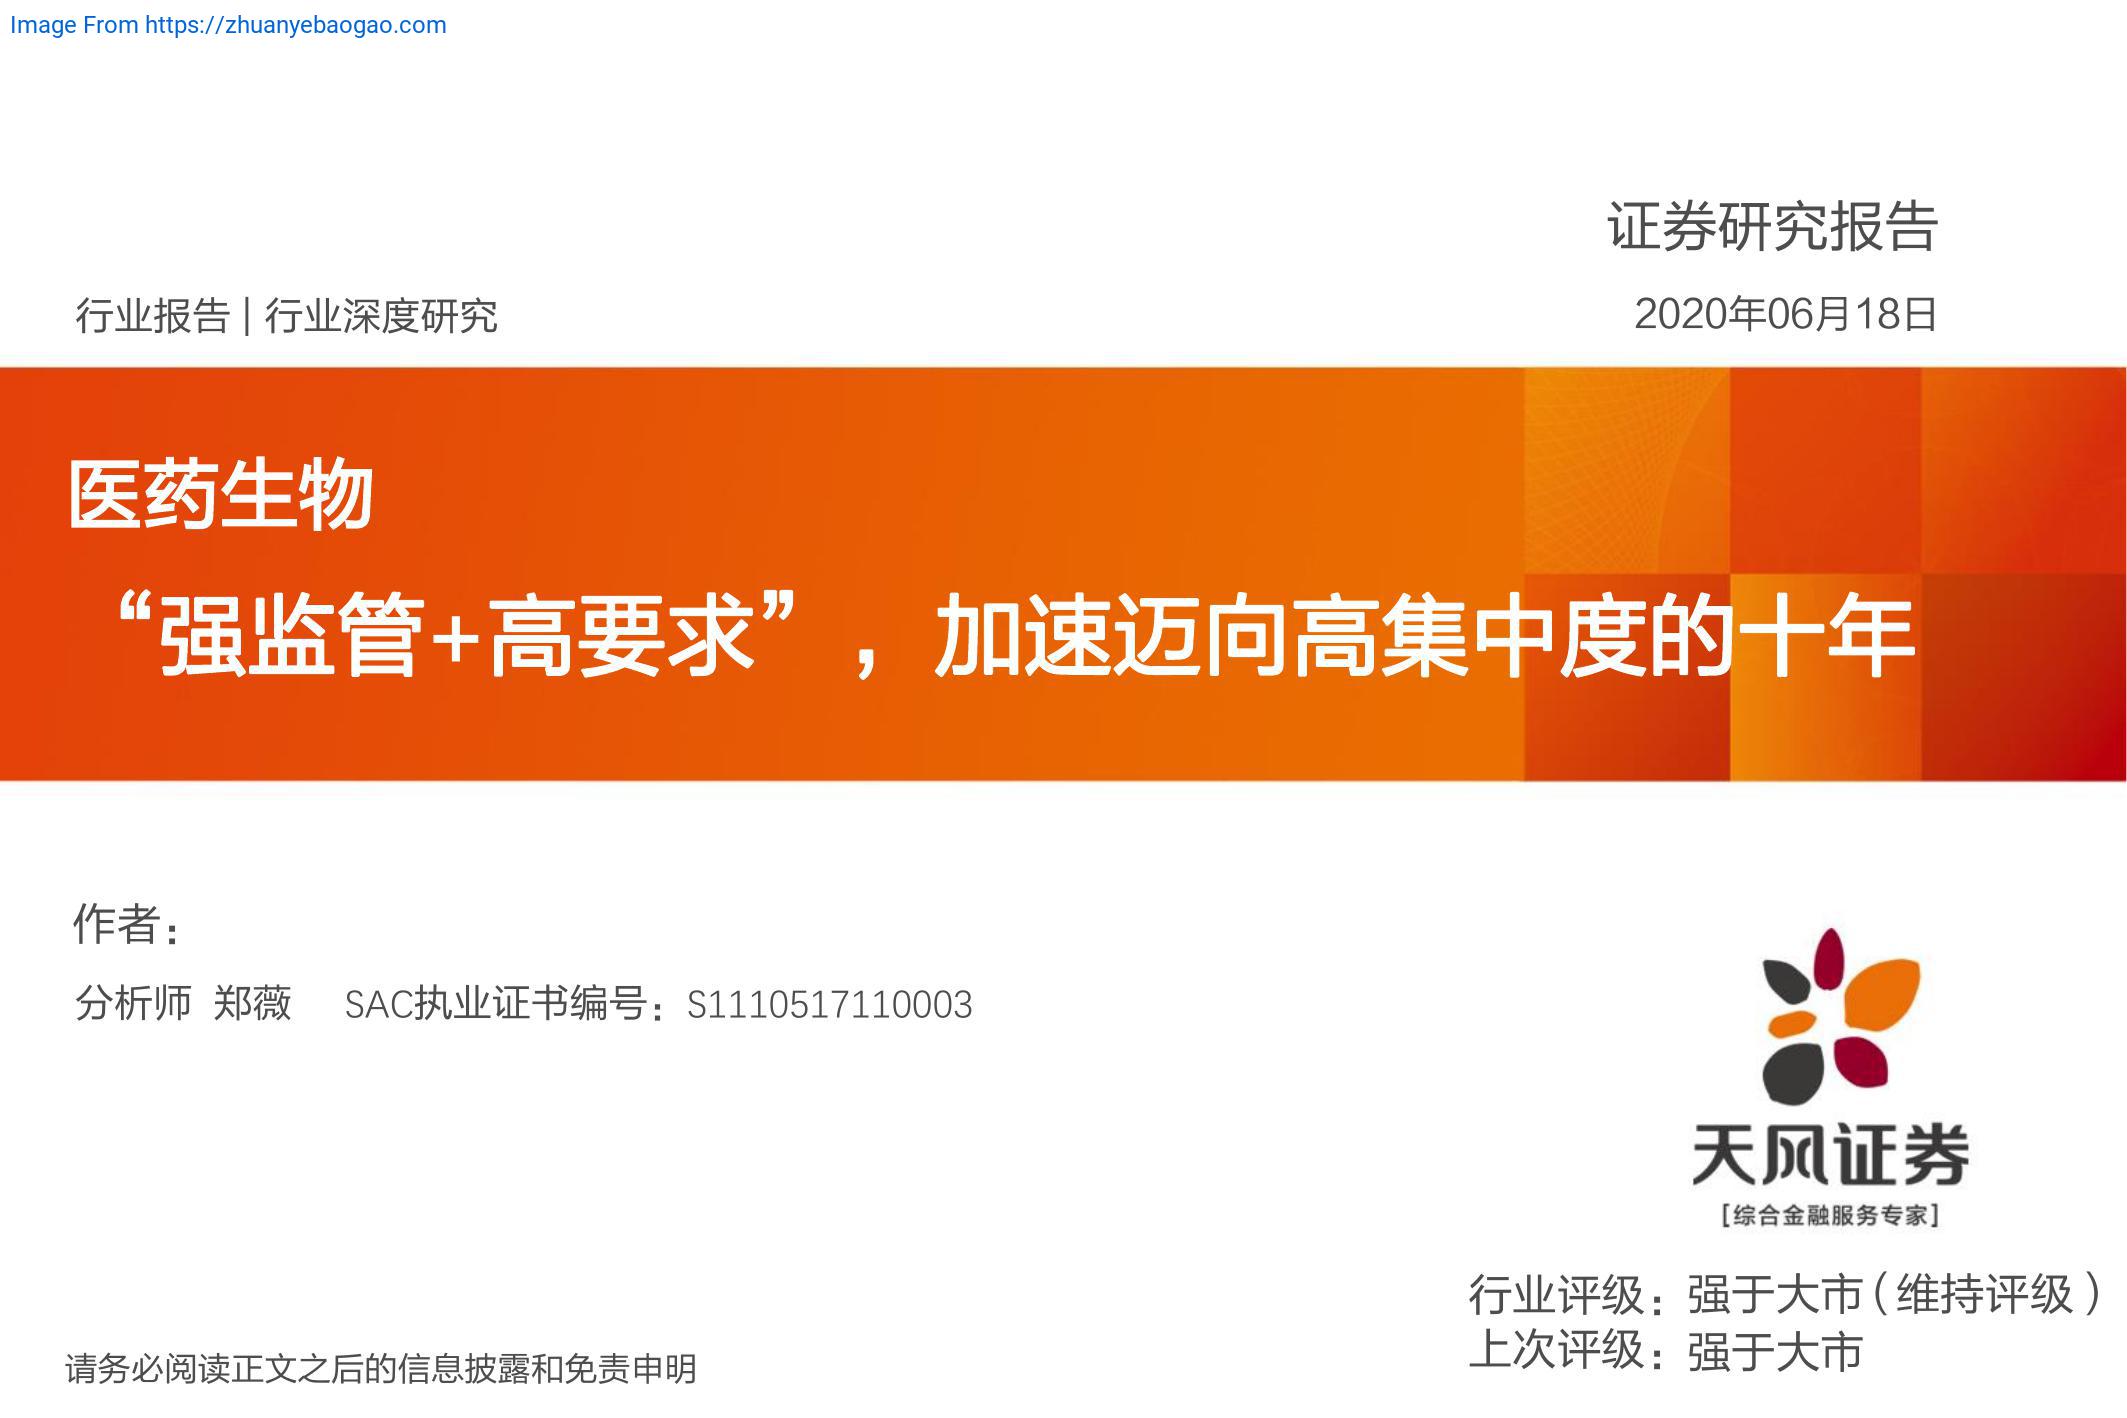 Image From https://zhuanyebaogao.com
证券研究报告
行业报告 | 行业深度研究
2020年06月18日
医药生物
“强监管+高要求”，加速迈向高集中度的十年
作者：
分析师 郑薇 SAC执业证书编号：S1110517110003
天风证券
[综合金融服务专家]
行业评级：强于大市（维持评级）
上次评级：强于大市
请务必阅读正文之后的信息披露和免责申明